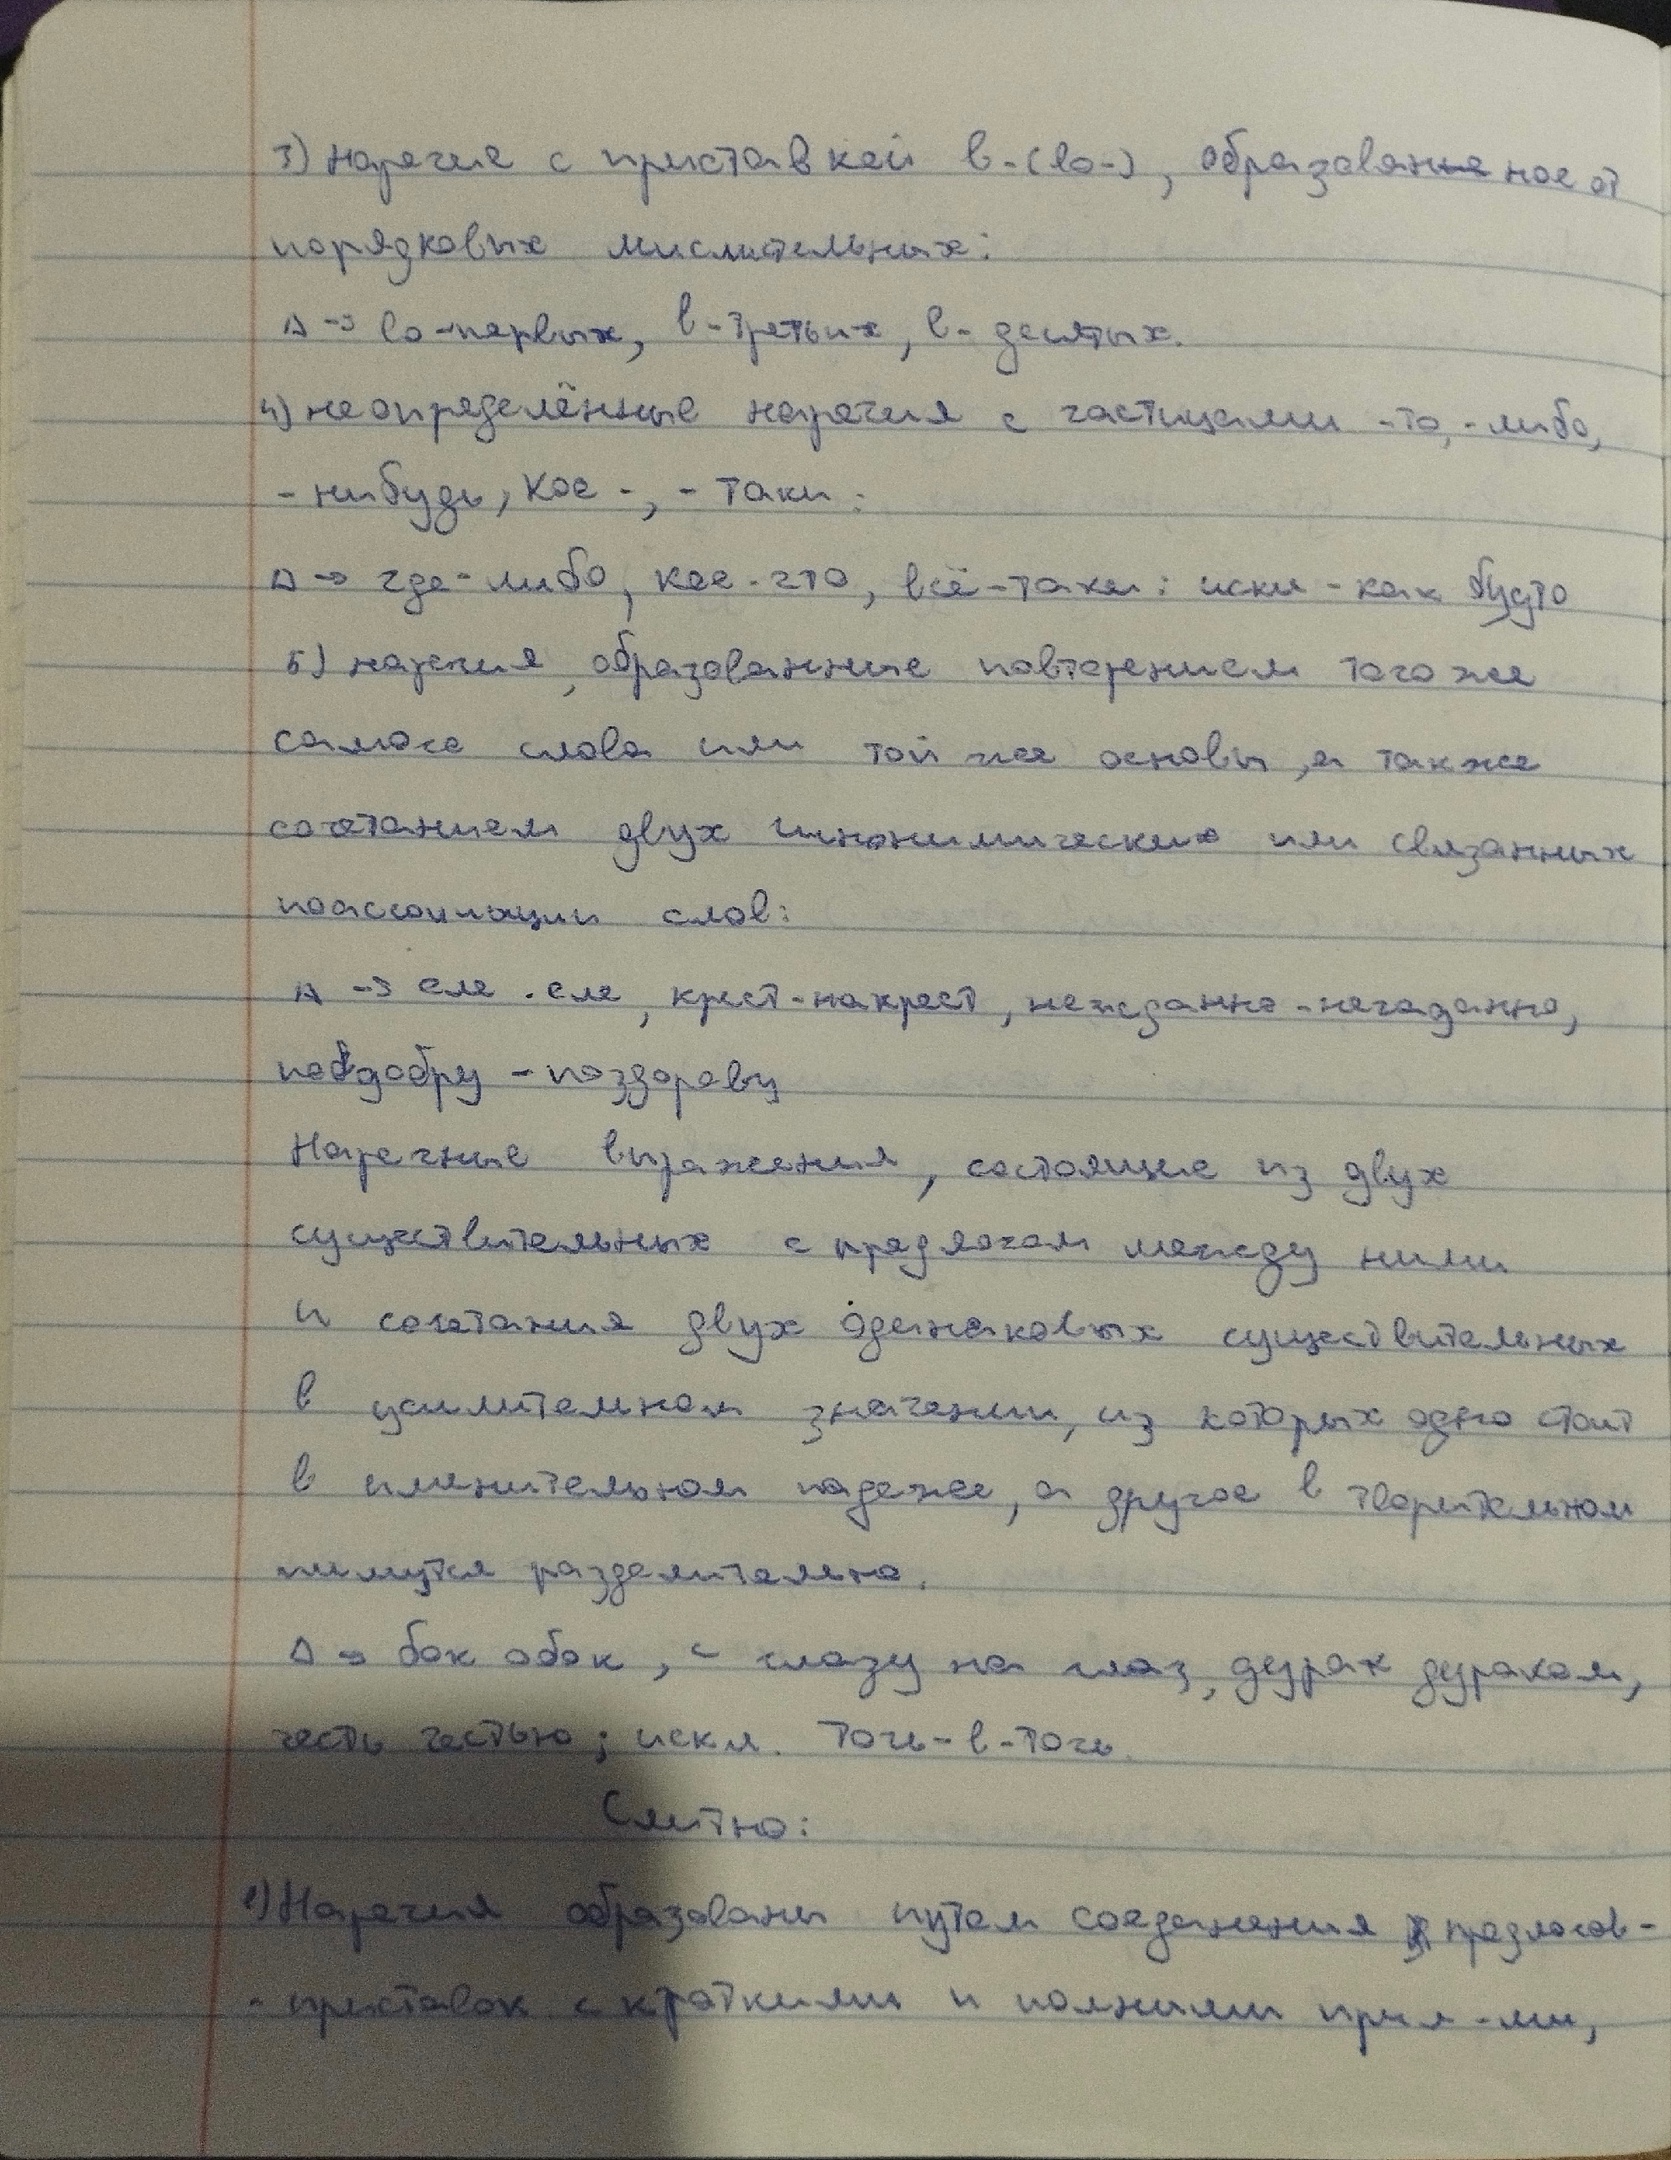 3) наречие с приставкой в-(во-), образованное от
порядковых числительных:
Δ → во-первых, в-третьих, в-десятых.
4) неопределённые наречия с частицами -то, -либо,
-нибудь, кое-, -таки:
Δ → где-либо, кое-что, всё-таки: искл - как будто
5) наречия, образованные повторением того же
самого слова или той же основы, а также
сочетанием двух синонимических или связанных
по ассоциации слов:
Δ → еле-еле, крест-накрест, нежданно-негаданно,
подобру-поздорову
Наречные выражения, состоящие из двух
существительных с предлогом между ними
и сочетания двух одинаковых существительных
в усилительном значении, из которых одно стоит
в именительном падеже, а другое в творительном
пишутся разделительно.
Δ → бок о бок, с глазу на глаз, дурак дураком,
честь честью; искл. Точь-в-точь.
Слитно:
1) Наречия образованы путем соединения предлогов-
-приставок с краткими и полными прил-ми,